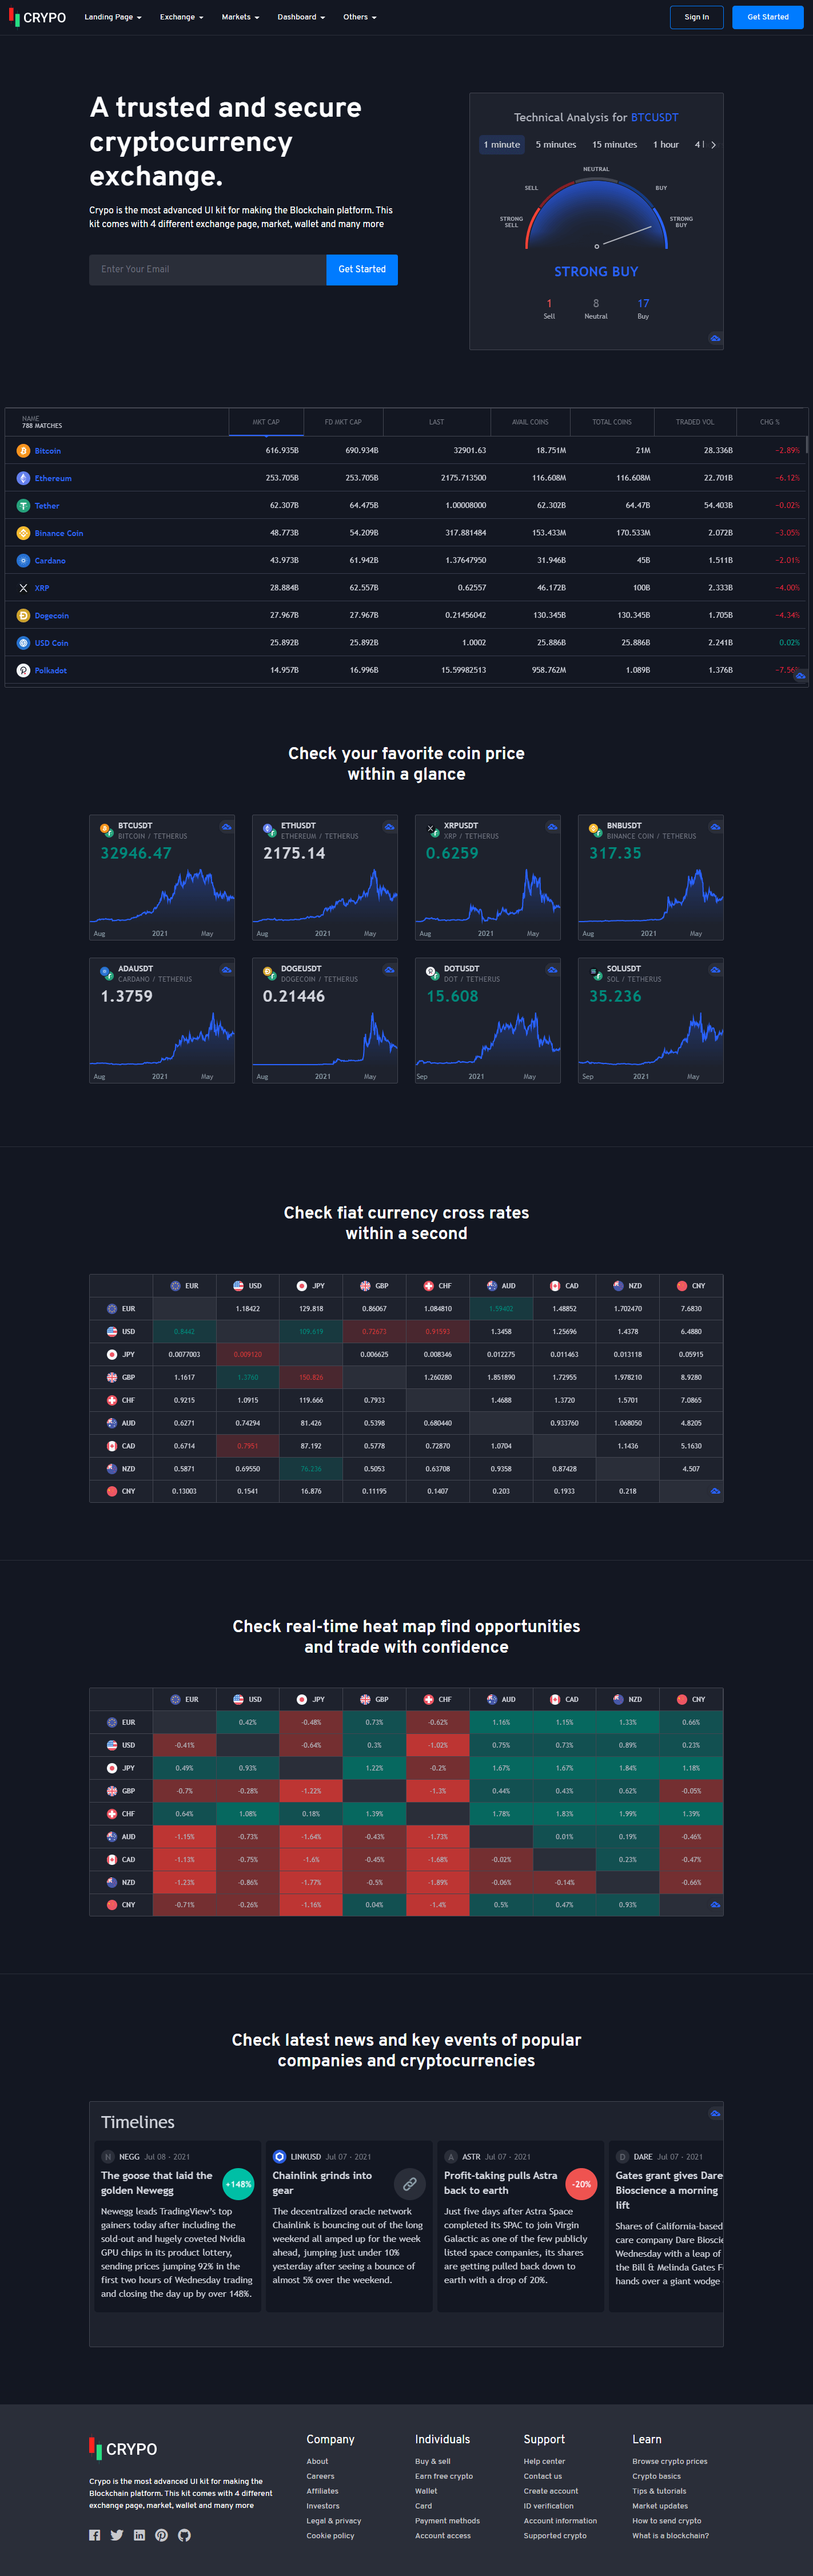 CRYPO Landing Page Exchange Markets Dashboard Others Sign In Get Started
A trusted and secure
cryptocurrency
exchange.
Crypo is the most advanced UI kit for making the Blockchain platform. This
kit comes with 4 different exchange page, market, wallet and many more
Enter Your Email Get Started
Technical Analysis for BTCUSDT
1 minute 5 minutes 15 minutes 1 hour 4
NEUTRAL
SELL BUY
STRONG SELL STRONG BUY
STRONG BUY
1 8 17
Sell Neutral Buy
NAME MKT CAP FD MKT CAP LAST AVAIL COINS TOTAL COINS TRADED VOL CHG %
788 MATCHES
Bitcoin 616.935B 690.934B 32901.63 18.751M 21M 28.336B −2.89%
Ethereum 253.705B 253.705B 2175.713500 116.608M 116.608M 22.701B −6.12%
Tether 62.307B 64.475B 1.00008000 62.302B 64.47B 54.403B −0.02%
Binance Coin 48.773B 54.209B 317.881484 153.433M 170.533M 2.072B −3.05%
Cardano 43.973B 61.942B 1.37647950 31.946B 45B 1.511B −2.01%
XRP 28.884B 62.557B 0.62557 46.172B 100B 2.333B −4.00%
Dogecoin 27.967B 27.967B 0.21456042 130.345B 130.345B 1.705B −4.34%
USD Coin 25.892B 25.892B 1.0002 25.886B 25.886B 2.241B 0.02%
Polkadot 14.957B 16.996B 15.59982513 958.762M 1.089B 1.376B
Check your favorite coin price
within a glance
BTCUSDT ETHUSDT XRPUSDT BNBUSDT
BITCOIN / TETHERUS ETHEREUM / TETHERUS XRP / TETHERUS BINANCE COIN / TETHERUS
32946.47 2175.14 0.6259 317.35
Aug 2021 May Aug 2021 May Aug 2021 May Aug 2021 May
ADAUSDT DOGEUSDT DOTUSDT SOLUSDT
CARDANO / TETHERUS DOGECOIN / TETHERUS DOT / TETHERUS SOL / TETHERUS
1.3759 0.21446 15.608 35.236
Aug 2021 May Aug 2021 May Sep 2021 May Sep 2021 May
Check fiat currency cross rates
within a second
EUR USD JPY GBP CHF AUD CAD NZD CNY
EUR 1.18422 129.818 0.86067 1.084810 1.59402 1.48852 1.702470 7.6830
USD 0.8442 109.619 0.72673 0.91593 1.3458 1.25696 1.4378 6.4880
JPY 0.0077003 0.009120 0.006625 0.008346 0.012275 0.011463 0.013118 0.05915
GBP 1.1617 1.3760 150.826 1.260280 1.851890 1.72955 1.978210 8.9280
CHF 0.9215 1.0915 119.666 0.7933 1.4688 1.3720 1.5701 7.0865
AUD 0.6271 0.74294 81.426 0.5398 0.680440 0.933760 1.068050 4.8205
CAD 0.6714 0.7951 87.192 0.5778 0.72870 1.0704 1.1436 5.1630
NZD 0.5871 0.69550 76.236 0.5053 0.63708 0.9358 0.87428 4.507
CNY 0.13003 0.1541 16.876 0.11195 0.1407 0.203 0.1933 0.218
Check real-time heat map find opportunities
and trade with confidence
EUR USD JPY GBP CHF AUD CAD NZD CNY
EUR 0.42% -0.48% 0.73% -0.62% 1.16% 1.15% 1.33% 0.66%
USD -0.41% -0.64% 0.3% -1.02% 0.75% 0.73% 0.89% 0.23%
JPY 0.49% 0.93% 1.22% -0.2% 1.67% 1.67% 1.84% 1.18%
GBP -0.7% -0.28% -1.22% -1.3% 0.44% 0.43% 0.62% -0.05%
CHF 0.64% 1.08% 0.18% 1.39% 1.78% 1.83% 1.99% 1.39%
AUD -1.15% -0.73% -1.64% -0.43% -1.73% 0.01% 0.19% -0.46%
CAD -1.13% -0.75% -1.6% -0.45% -1.68% -0.02% 0.23% -0.47%
NZD -1.23% -0.86% -1.77% -0.5% -1.89% -0.06% -0.14% -0.66%
CNY -0.71% -0.26% -1.16% 0.04% -1.4% 0.5% 0.47% 0.93%
Check latest news and key events of popular
companies and cryptocurrencies
Timelines
N NEGG Jul 08 · 2021
The goose that laid the
golden Newegg
+148%
Newegg leads TradingView's top
gainers today after including the
sold-out and hugely coveted Nvidia
GPU chips in its product lottery,
sending prices jumping 92% in the
first two hours of Wednesday trading
and closing the day up by over 148%.
LINKUSD Jul 07 · 2021
Chainlink grinds into
gear
The decentralized oracle network
Chainlink is bouncing out of the long
weekend all amped up for the week
ahead, jumping just under 10%
yesterday after seeing a bounce of
almost 5% over the weekend.
A ASTR Jul 07 · 2021
Profit-taking pulls Astra
back to earth
-20%
Just five days after Astra Space
completed its SPAC to join Virgin
Galactic as one of the few publicly
listed space companies, its shares
are getting pulled back down to
earth with a drop of 20%.
D DARE Jul 07 · 2021
Gates grant gives Dare
Bioscience a morning
lift
Shares of California-based
care company Dare
Wednesday with a leap of
the Bill & Melinda Gates
hands over a giant wodge
CRYPO
Crypo is the most advanced UI kit for making the
Blockchain platform. This kit comes with 4 different
exchange page, market, wallet and many more
Company
About
Careers
Affiliates
Investors
Legal & privacy
Cookie policy
Individuals
Buy & sell
Earn free crypto
Wallet
Card
Payment methods
Account access
Support
Help center
Contact us
Create account
ID verification
Account information
Supported crypto
Learn
Browse crypto prices
Crypto basics
Tips & tutorials
Market updates
How to send crypto
What is a blockchain?